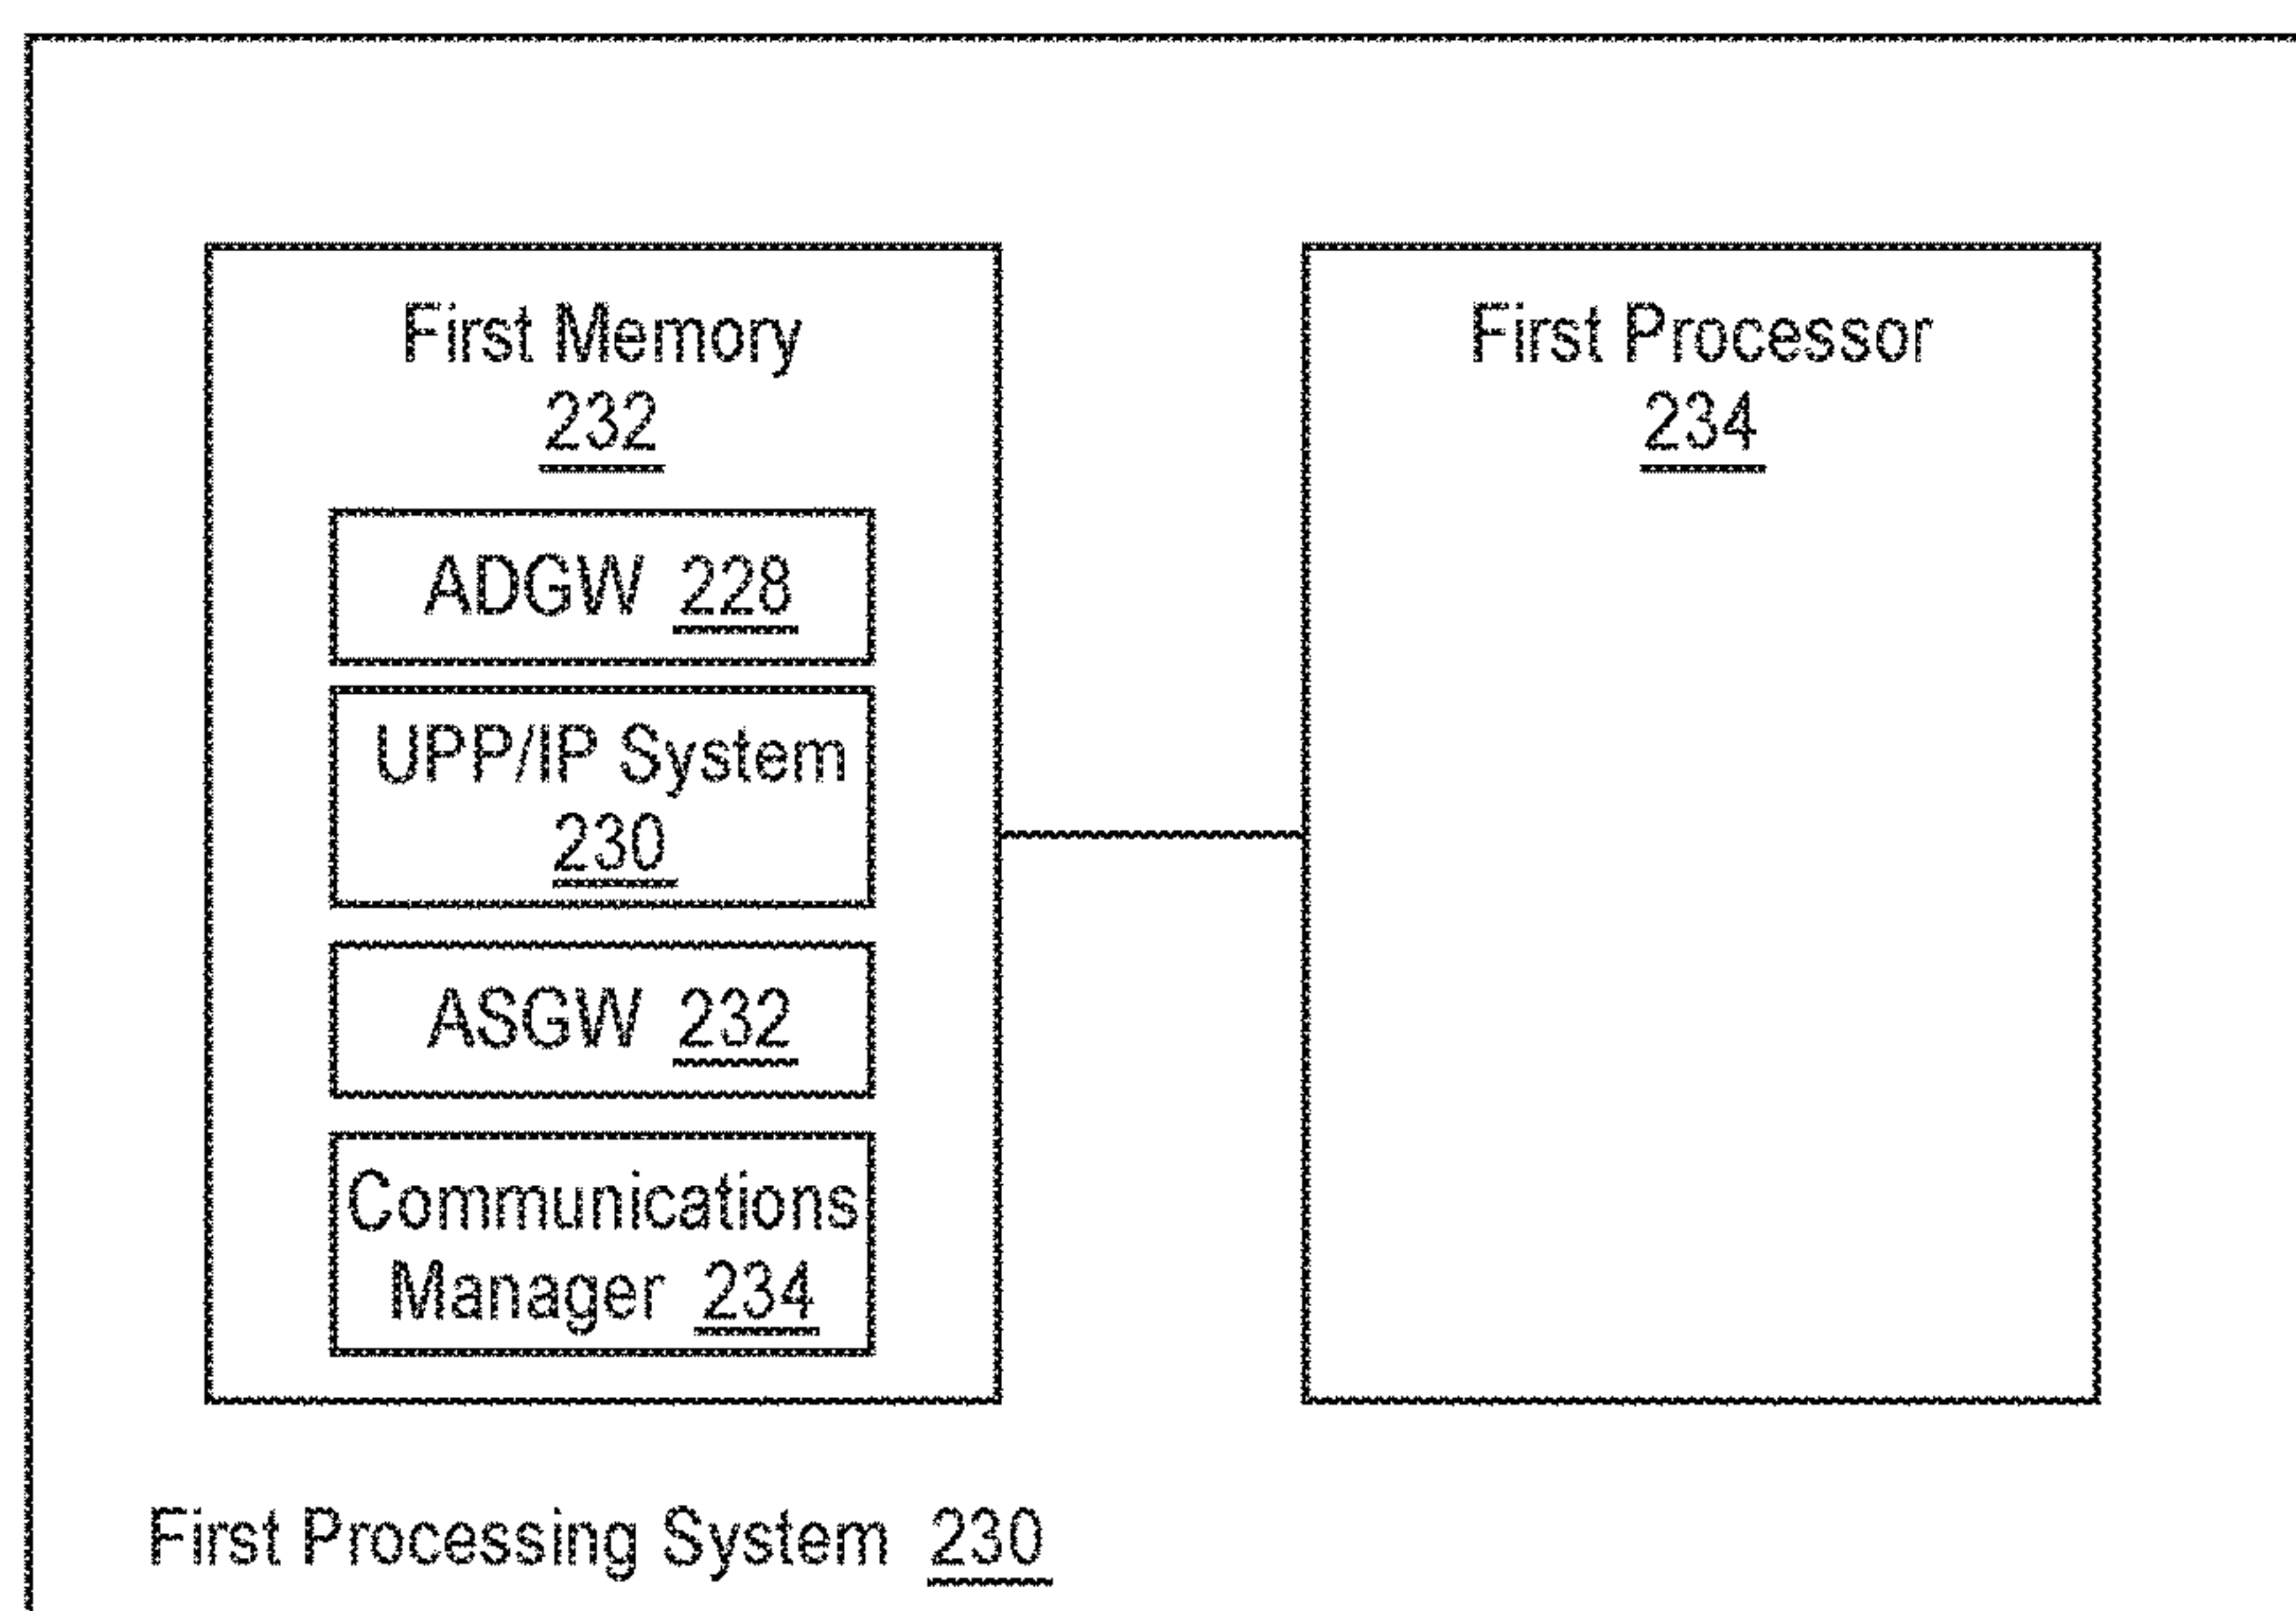 First Memory
232
ADGW 228
UPP/IP System
230
ASGW 232
Communications
Manager 234
First Processor
234
First Processing System 230